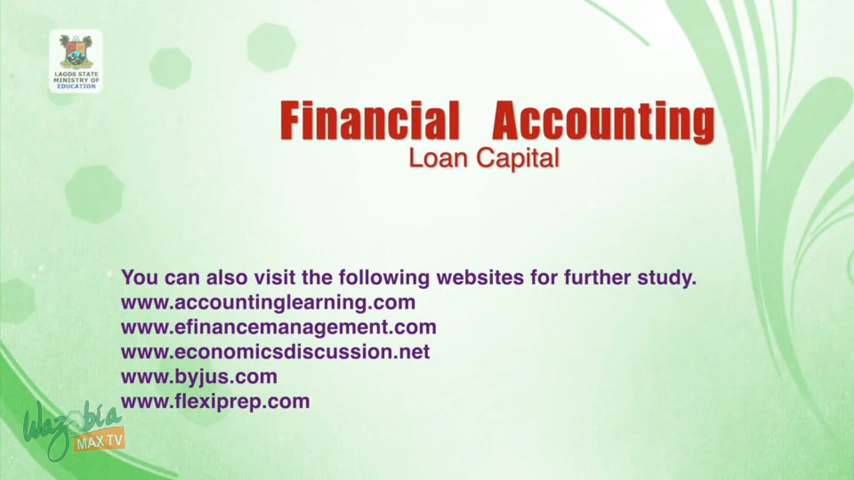 LAGOS STATE
MINISTRY OF
EDUCATION
Financial Accounting
Loan Capital
You can also visit the following websites for further study.
www.accountinglearning.com
www.efinancemanagement.com
www.economicsdiscussion.net
www.byjus.com
www.flexiprep.com
Wazobia
MAX TV